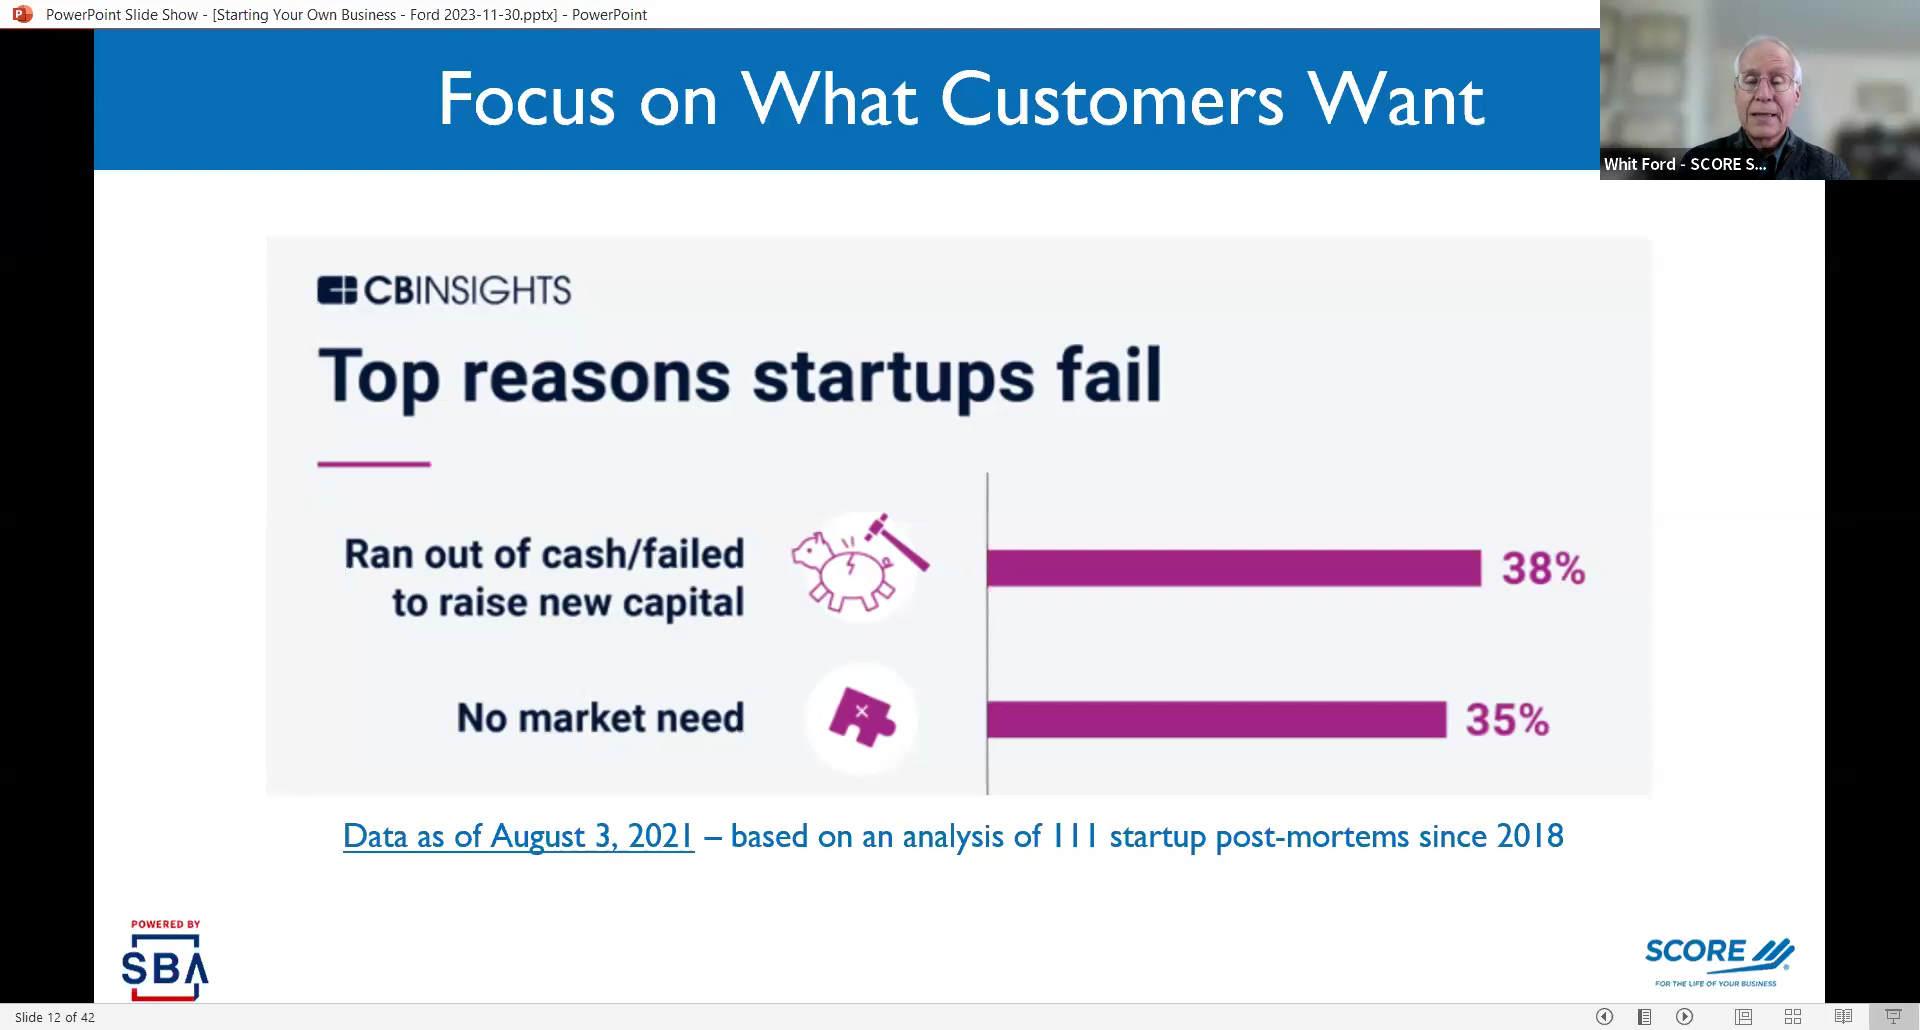 PowerPoint Slide Show - [Starting Your Own Business - Ford 2023-11-30.pptx] - PowerPoint
Focus on What Customers Want
Whit Ford - SCORE S...
CBINSIGHTS
Top reasons startups fail
Ran out of cash/failed
to raise new capital
38%
No market need
35%
Data as of August 3, 2021 – based on an analysis of 111 startup post-mortems since 2018
POWERED BY
SBA
SCORE
FOR THE LIFE OF YOUR BUSINESS
Slide 12 of 42